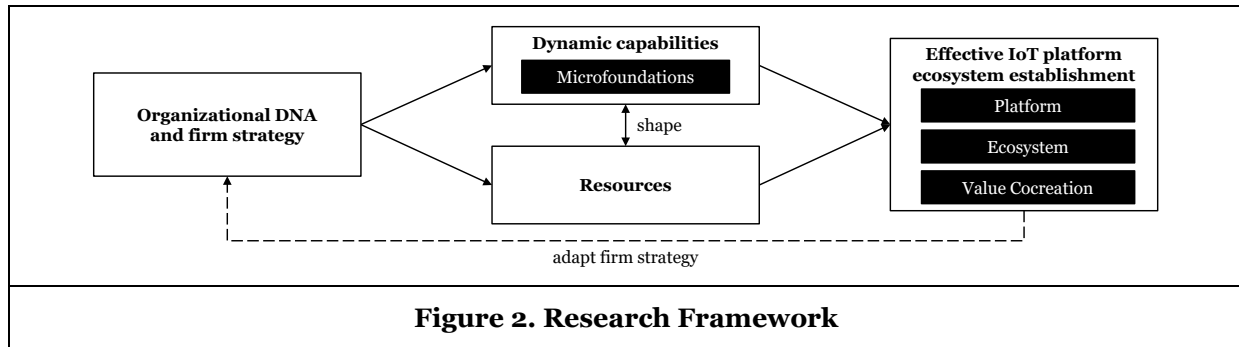 Organizational DNA
and firm strategy
Dynamic capabilities
Microfoundations
shape
Resources
Effective IoT platform
ecosystem establishment
Platform
Ecosystem
Value Cocreation
adapt firm strategy
Figure 2. Research Framework